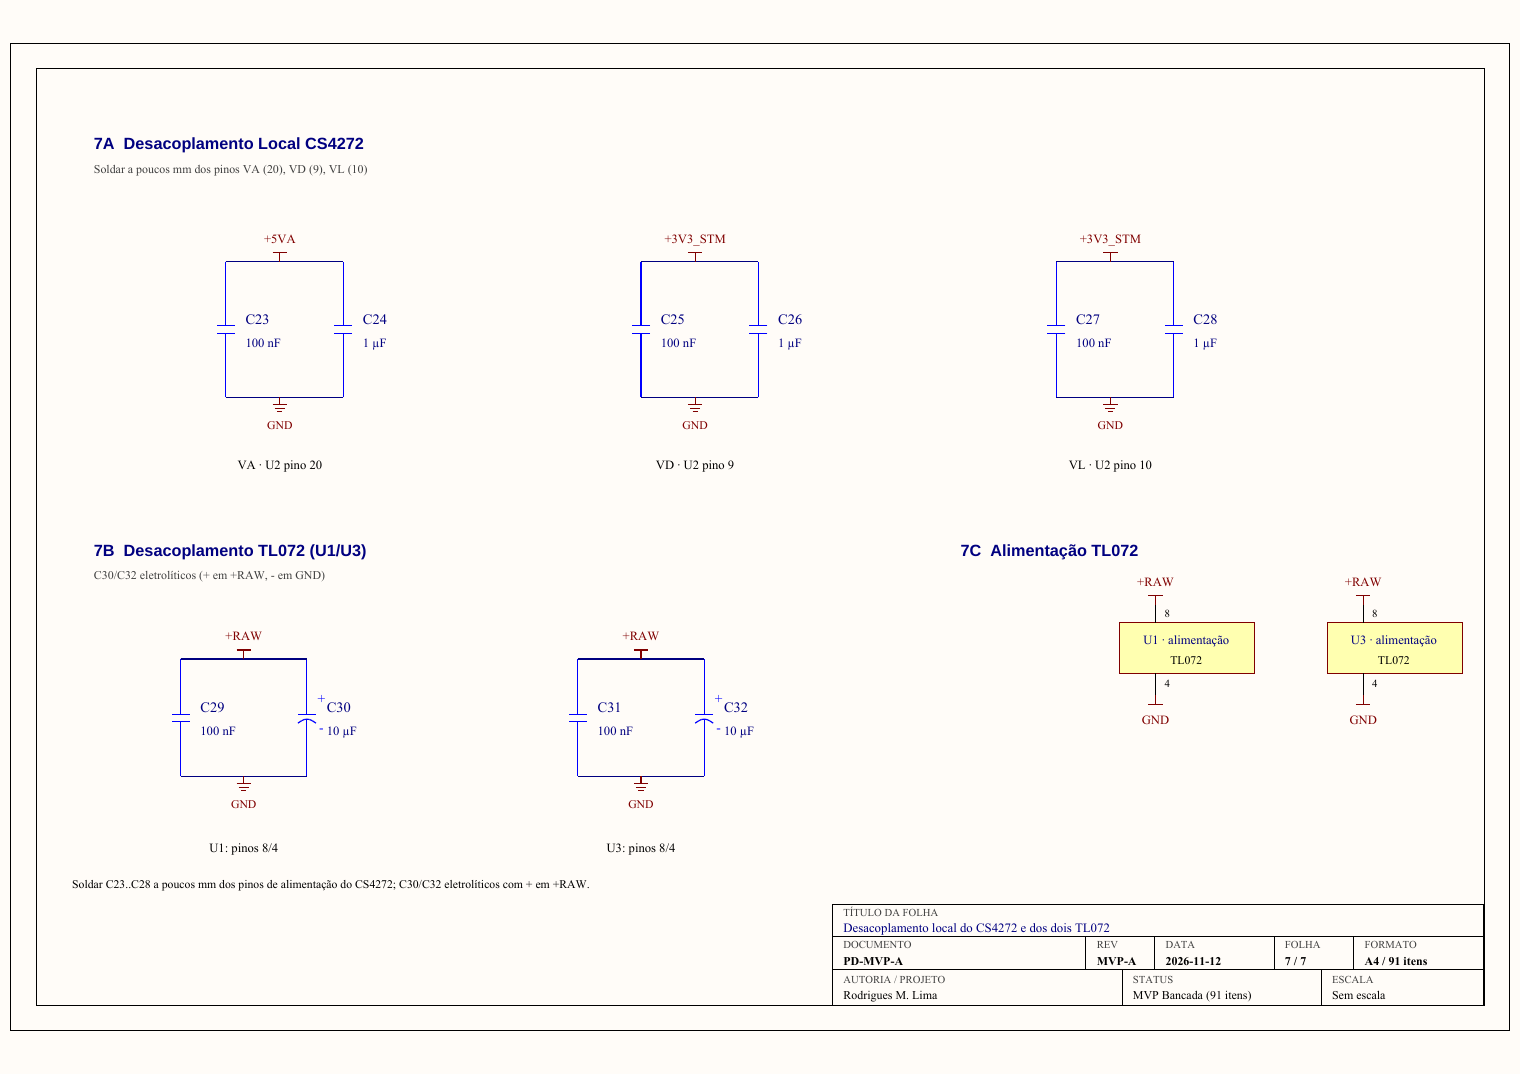 7A Desacoplamento Local CS4272
Soldar a poucos mm dos pinos VA (20), VD (9), VL (10)
+5VA
C23
100 nF
C24
1 µF
GND
VA · U2 pino 20
+3V3_STM
C25
100 nF
C26
1 µF
GND
VD · U2 pino 9
+3V3_STM
C27
100 nF
C28
1 µF
GND
VL · U2 pino 10
7B Desacoplamento TL072 (U1/U3)
C30/C32 eletrolíticos (+ em +RAW, - em GND)
+RAW
C29
100 nF
+
C30
- 10 µF
GND
U1: pinos 8/4
+RAW
C31
100 nF
+
C32
- 10 µF
GND
U3: pinos 8/4
7C Alimentação TL072
+RAW
8
U1 · alimentação
TL072
4
GND
+RAW
8
U3 · alimentação
TL072
4
GND
Soldar C23..C28 a poucos mm dos pinos de alimentação do CS4272; C30/C32 eletrolíticos com + em +RAW.
TÍTULO DA FOLHA
Desacoplamento local do CS4272 e dos dois TL072
DOCUMENTO
PD-MVP-A
REV
MVP-A
DATA
2026-11-12
FOLHA
7 / 7
FORMATO
A4 / 91 itens
AUTORIA / PROJETO
Rodrigues M. Lima
STATUS
MVP Bancada (91 itens)
ESCALA
Sem escala